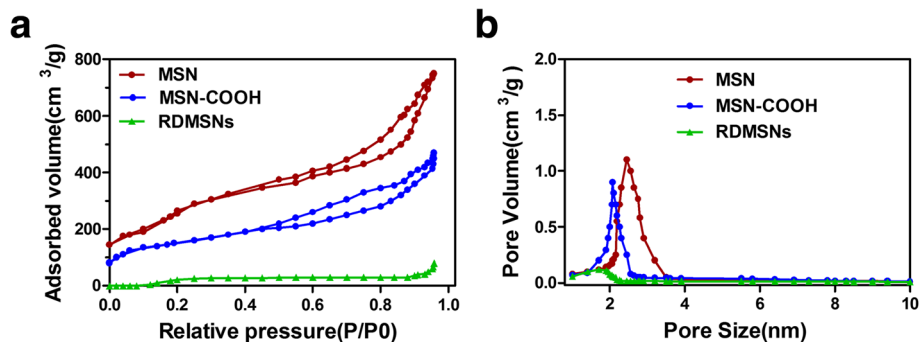 a
Adsorbed volume(cm ³/g)
800
600
400
200
0
MSN
MSN-COOH
RDMSNs
0.0 0.2 0.4 0.6 0.8 1.0
Relative pressure(P/P0)
b
Pore Volume(cm ³/g)
2.0
1.5
1.0
0.5
0.0
MSN
MSN-COOH
RDMSNs
2 4 6 8 10
Pore Size(nm)